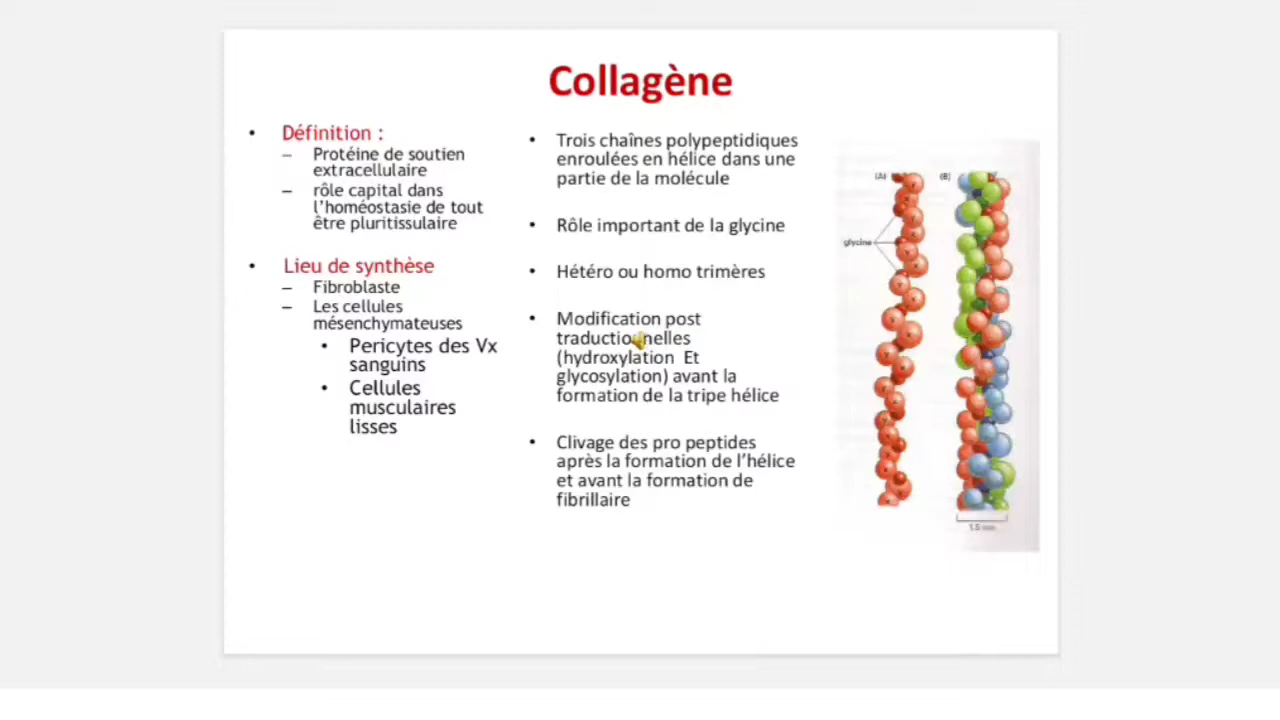 Collagène
• Définition :
– Protéine de soutien
extracellulaire
– rôle capital dans
l'homéostasie de tout
être pluritissulaire
• Lieu de synthèse
– Fibroblaste
– Les cellules
mésenchymateuses
• Pericytes des Vx
sanguins
• Cellules
musculaires
lisses
• Trois chaînes polypeptidiques
enroulées en hélice dans une
partie de la molécule
• Rôle important de la glycine
• Hétéro ou homo trimères
• Modification post
traductionnelles
(hydroxylation Et
glycosylation) avant la
formation de la tripe hélice
• Clivage des pro peptides
après la formation de l'hélice
et avant la formation de
fibrillaire
(A) (B)
glycine
1.5 nm